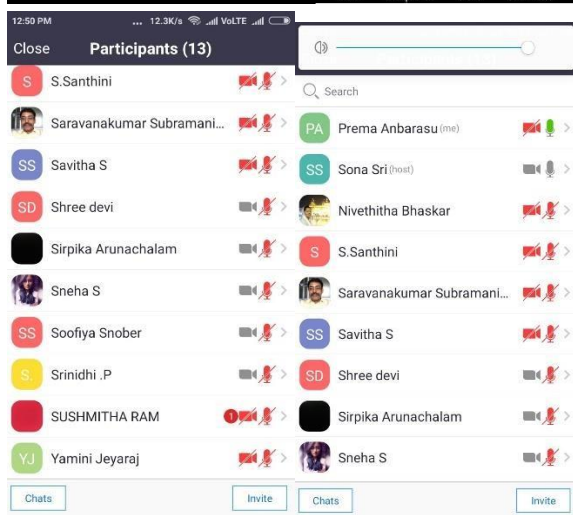 12:50 PM ... 12.3K/s VoLTE
Close Participants (13)
S S.Santhini
Saravanakumar Subramani...
SS Savitha S
SD Shree devi
Sirpika Arunachalam
Sneha S
SS Soofiya Snober
S. Srinidhi .P
SUSHMITHA RAM 1
YJ Yamini Jeyaraj
Chats Invite
Search
PA Prema Anbarasu (me)
SS Sona Sri (host)
Nivethitha Bhaskar
S S.Santhini
Saravanakumar Subramani...
SS Savitha S
SD Shree devi
Sirpika Arunachalam
Sneha S
Chats Invite